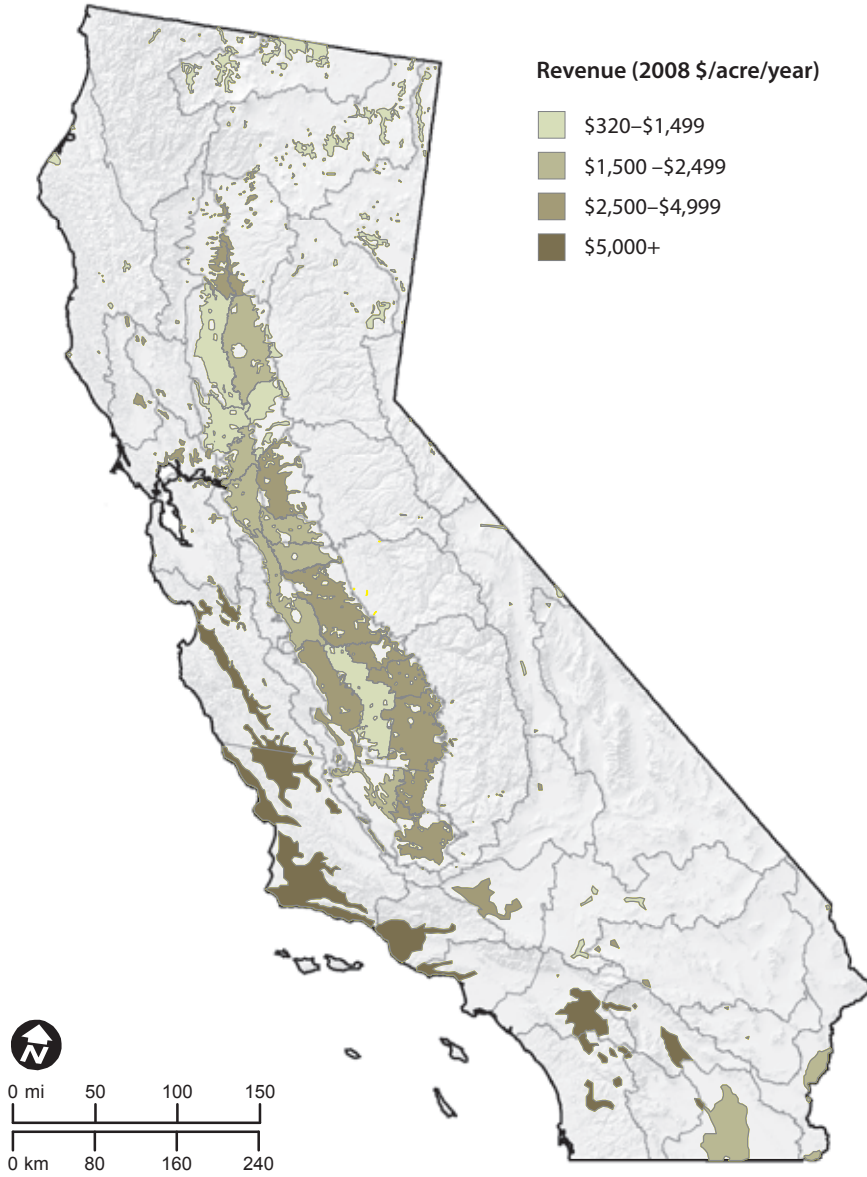 Revenue (2008 $/acre/year)
$320–$1,499
$1,500 –$2,499
$2,500–$4,999
$5,000+
N
0 mi 50 100 150
0 km 80 160 240